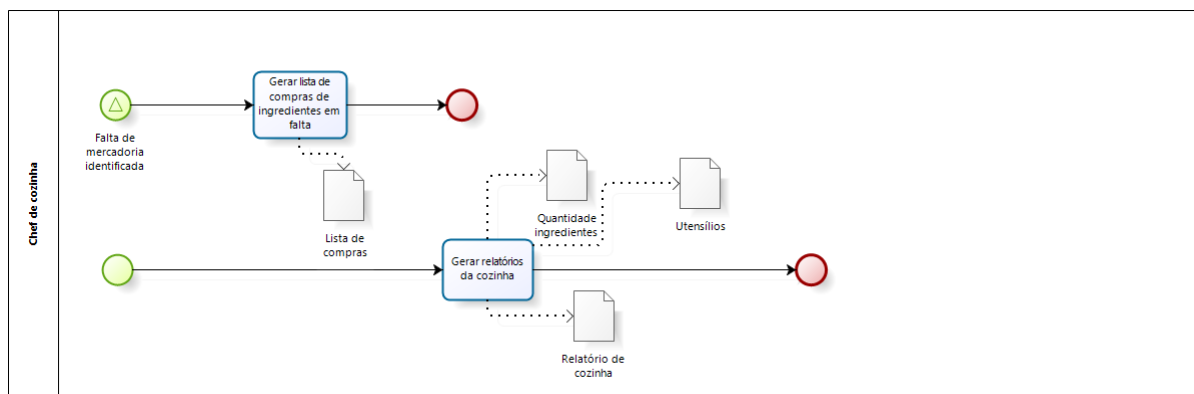 Chef de cozinha
Gerar lista de
compras de
ingredientes em
falta
Falta de
mercadoria
identificada
Lista de
compras
Quantidade
ingredientes
Utensílios
Gerar relatórios
da cozinha
Relatório de
cozinha